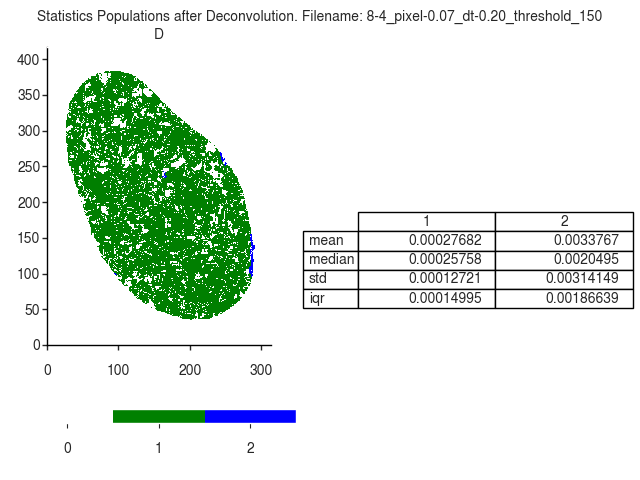 Statistics Populations after Deconvolution. Filename: 8-4_pixel-0.07_dt-0.20_threshold_150
D
400
350
300
250
200
150
100
50
0
0 100 200 300
1 2
mean 0.00027682 0.0033767
median 0.00025758 0.0020495
std 0.00012721 0.00314149
iqr 0.00014995 0.00186639
0 1 2